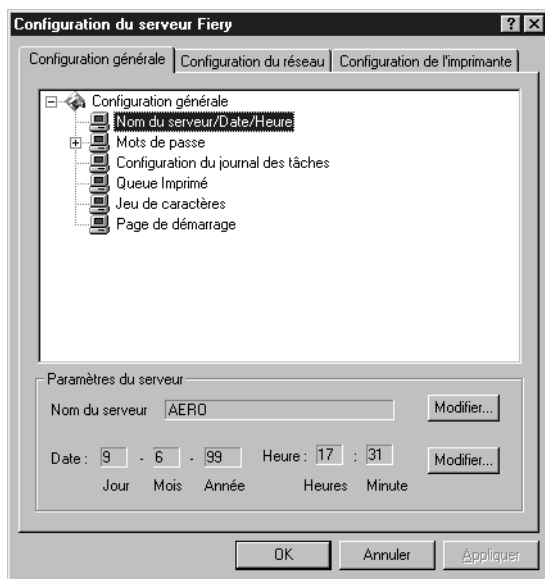 Configuration du serveur Fiery
Configuration générale Configuration du réseau Configuration de l'imprimante
Configuration générale
Nom du serveur/Date/Heure
Mots de passe
Configuration du journal des tâches
Queue Imprimé
Jeu de caractères
Page de démarrage
Paramètres du serveur
Nom du serveur AERO Modifier...
Date : 9 - 6 - 99 Heure : 17 : 31 Modifier...
Jour Mois Année Heures Minute
OK Annuler Appliquer